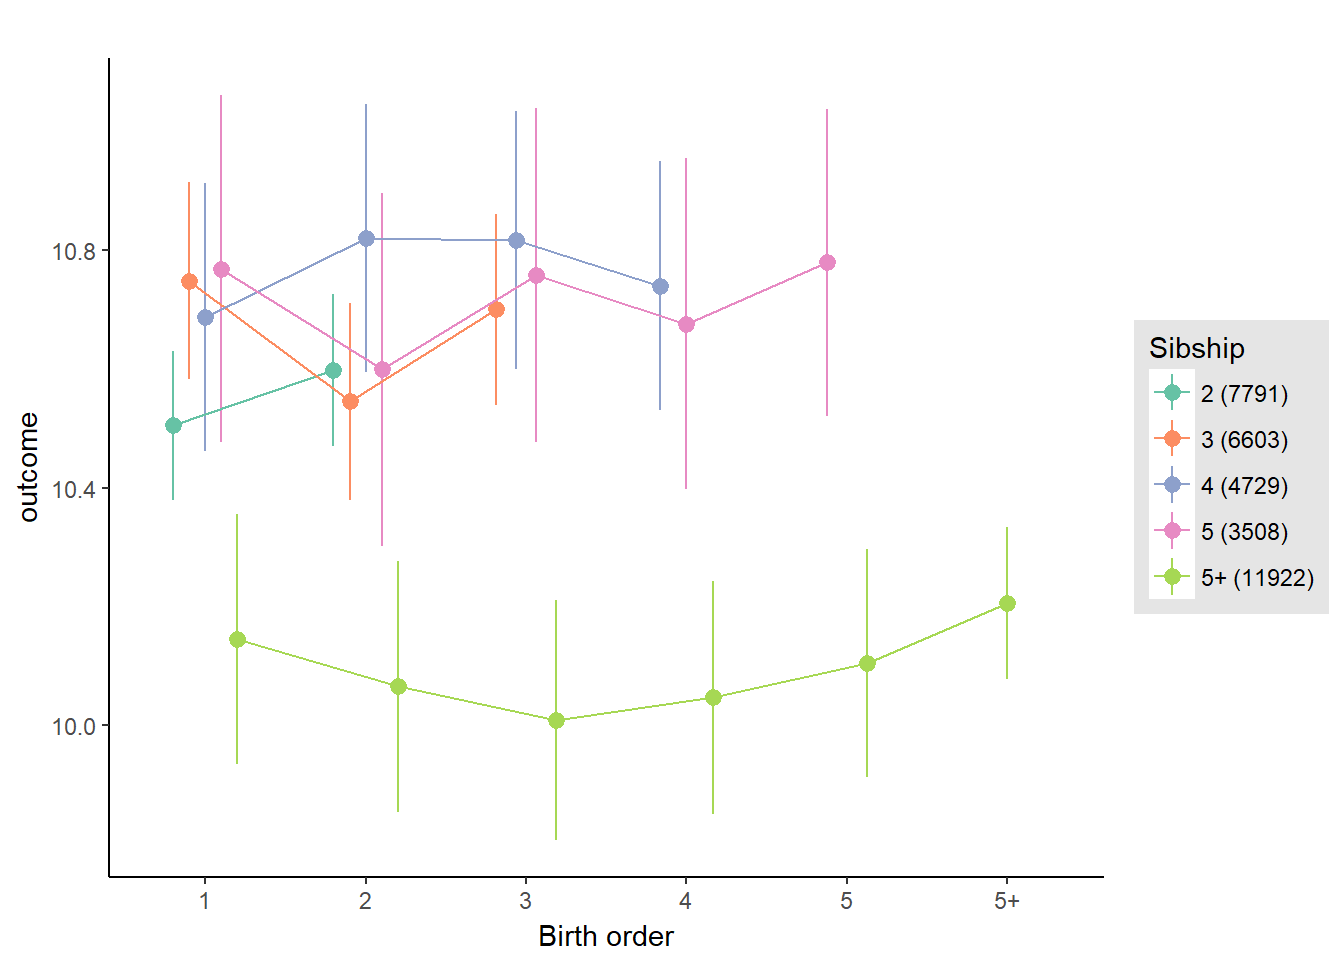 10.8
10.4
10.0
outcome
1 2 3 4 5 5+
Birth order
Sibship
2 (7791)
3 (6603)
4 (4729)
5 (3508)
5+ (11922)